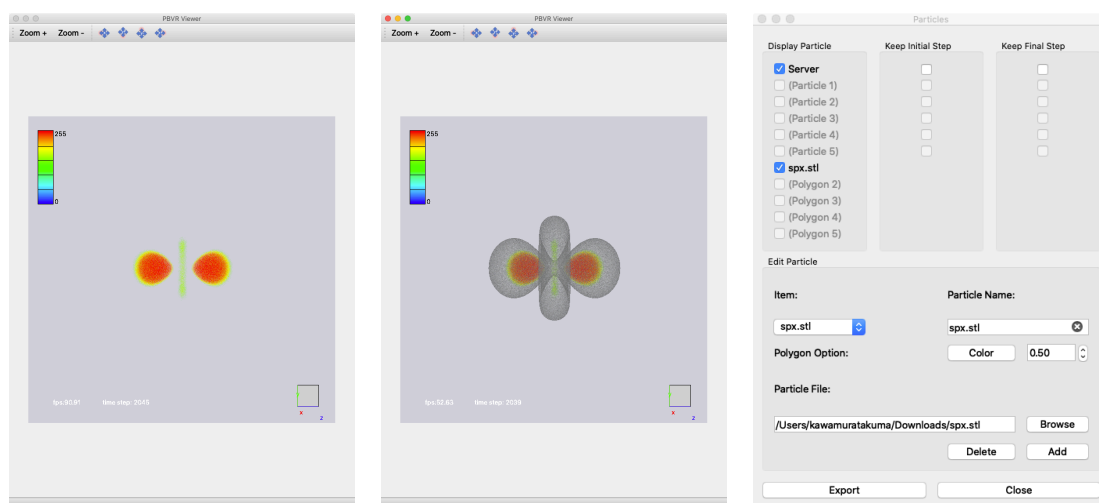 PBVR Viewer
Zoom + Zoom -
255
0
fps:90.91 time step: 2045
x
z
PBVR Viewer
Zoom + Zoom -
255
0
fps:52.63 time step: 2039
x
z
Particles
Display Particle Keep Initial Step Keep Final Step
Server
(Particle 1)
(Particle 2)
(Particle 3)
(Particle 4)
(Particle 5)
spx.stl
(Polygon 2)
(Polygon 3)
(Polygon 4)
(Polygon 5)
Edit Particle
Item: Particle Name:
spx.stl spx.stl
Polygon Option: Color 0.50
Particle File:
/Users/kawamuratakuma/Downloads/spx.stl Browse
Delete Add
Export Close